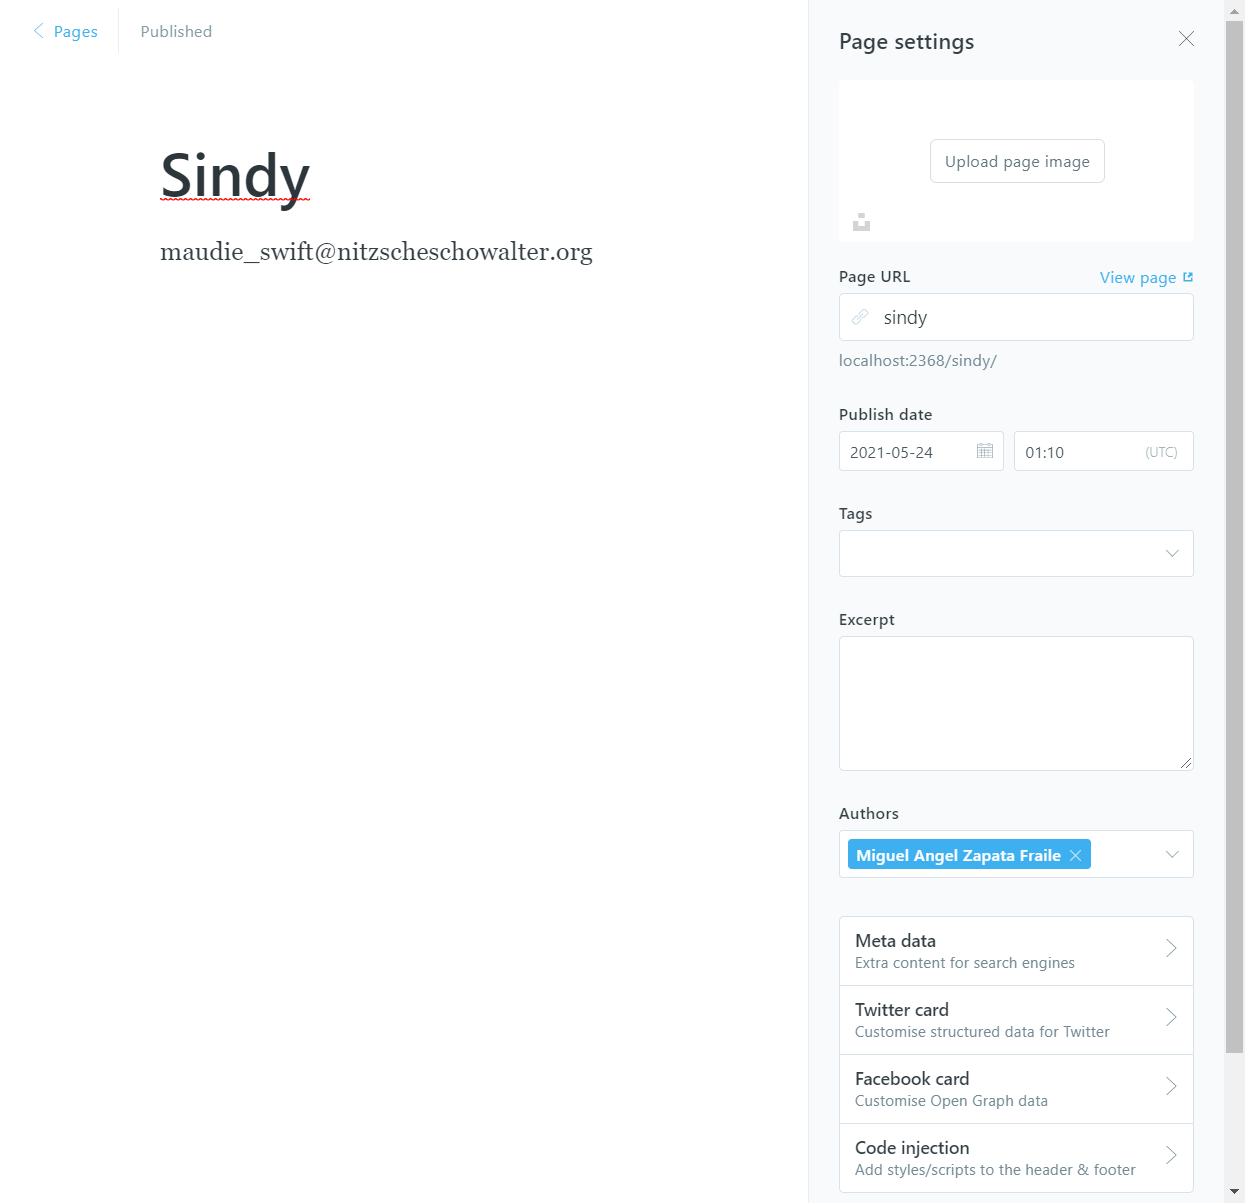 Pages
Published
Sindy
maudie_swift@nitzscheschowalter.org
Page settings
Upload page image
Page URL
View page
sindy
localhost:2368/sindy/
Publish date
2021-05-24
01:10
(UTC)
Tags
Excerpt
Authors
Miguel Angel Zapata Fraile
Meta data
Extra content for search engines
Twitter card
Customise structured data for Twitter
Facebook card
Customise Open Graph data
Code injection
Add styles/scripts to the header & footer